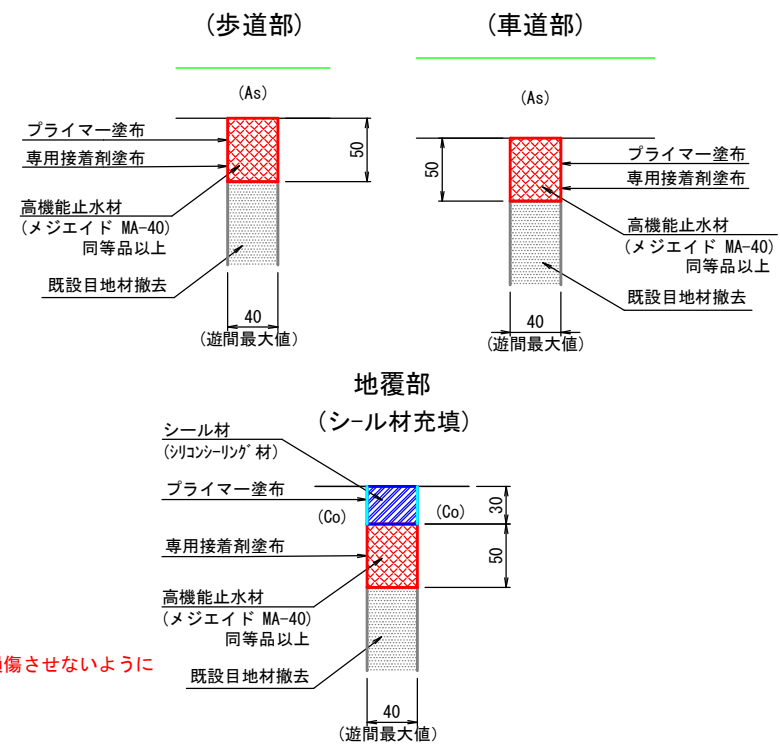 (歩道部)
(As)
プライマー塗布
専用接着剤塗布
高機能止水材
(メジエイド MA-40)
同等品以上
既設目地材撤去
50
40
(遊間最大値)
(車道部)
(As)
50
プライマー塗布
専用接着剤塗布
高機能止水材
(メジエイド MA-40)
同等品以上
既設目地材撤去
40
(遊間最大値)
地覆部
(シール材充填)
シール材
(シリコンシーリング材)
プライマー塗布
(Co)
(Co)
30
専用接着剤塗布
50
高機能止水材
(メジエイド MA-40)
同等品以上
既設目地材撤去
40
(遊間最大値)
傷させないように